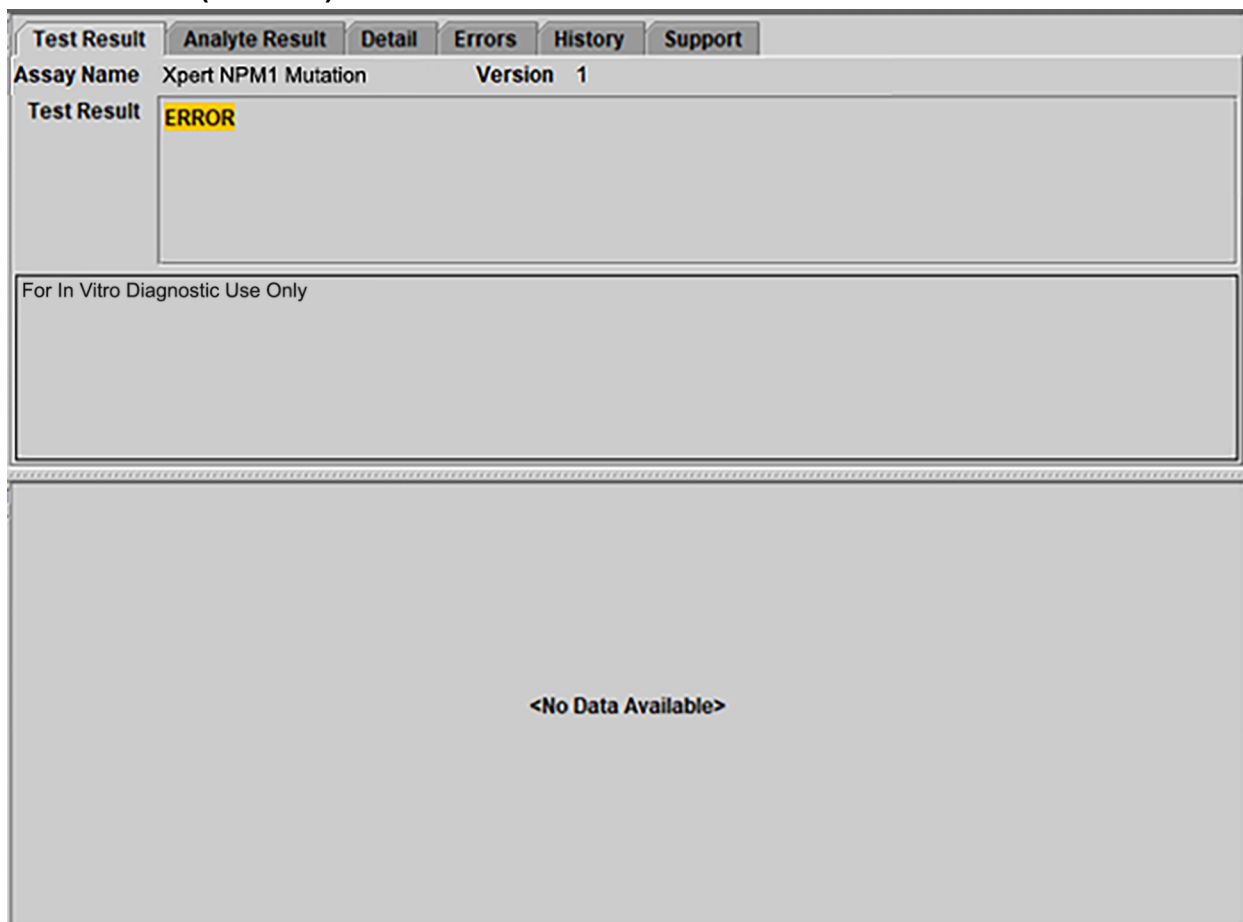 Test Result Analyte Result Detail Errors History Support
Assay Name Xpert NPM1 Mutation Version 1
Test Result ERROR
For In Vitro Diagnostic Use Only
<No Data Available>